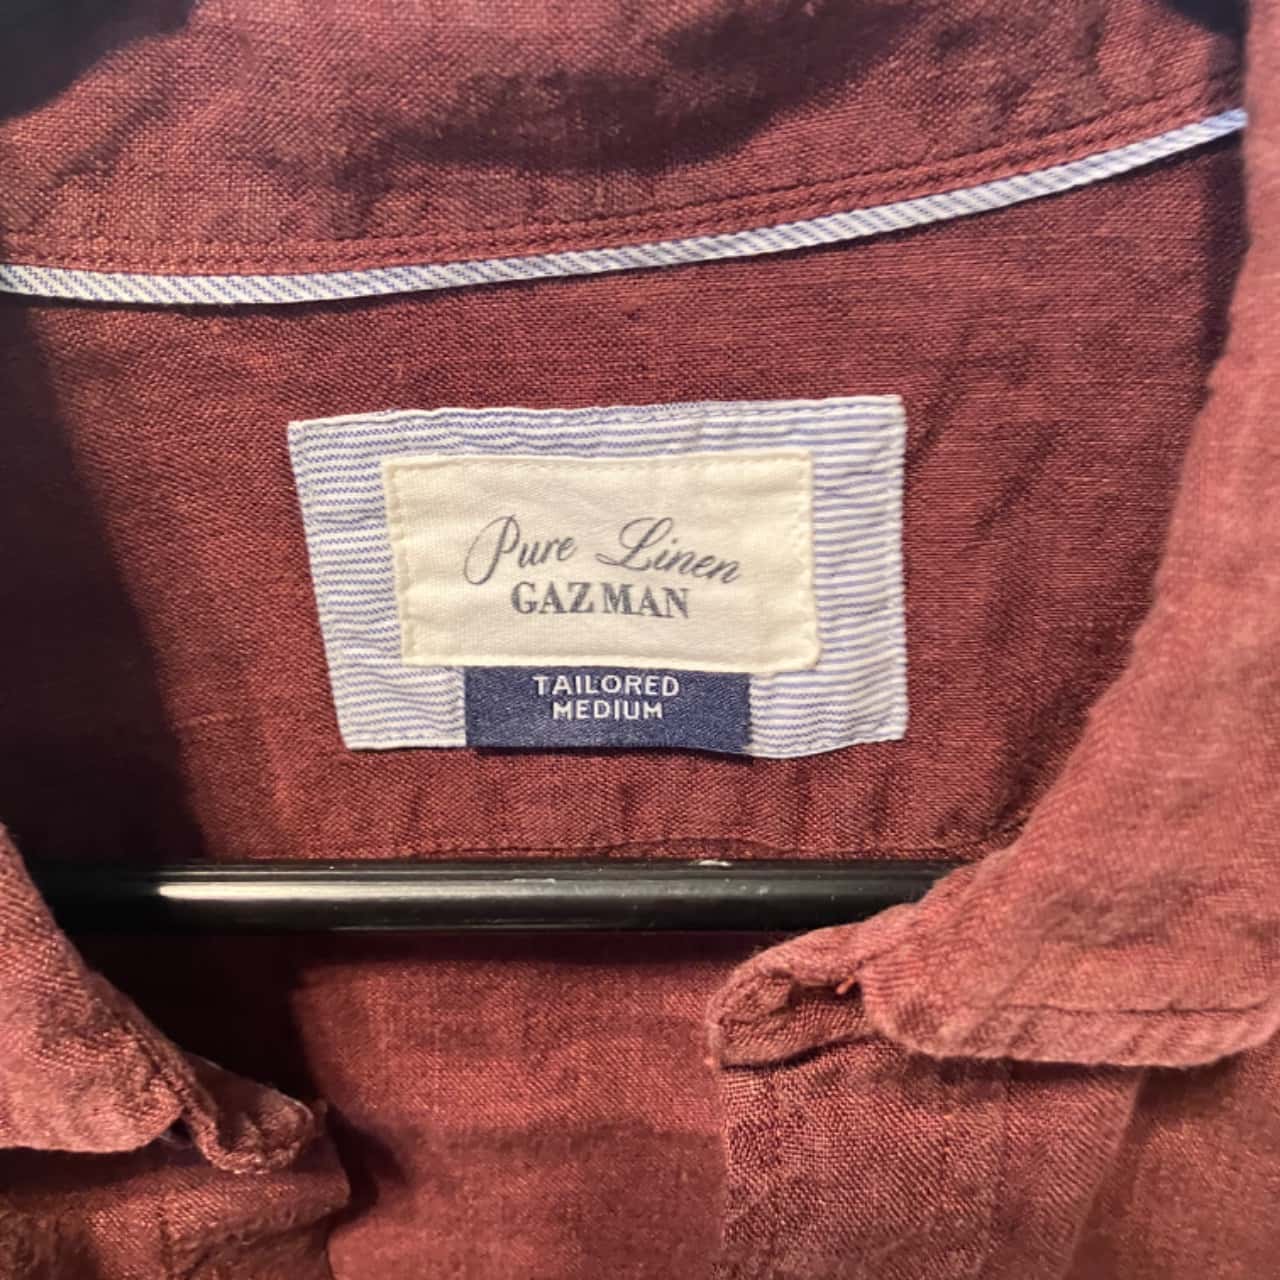 Pure Linen
GAZMAN
TAILORED
MEDIUM